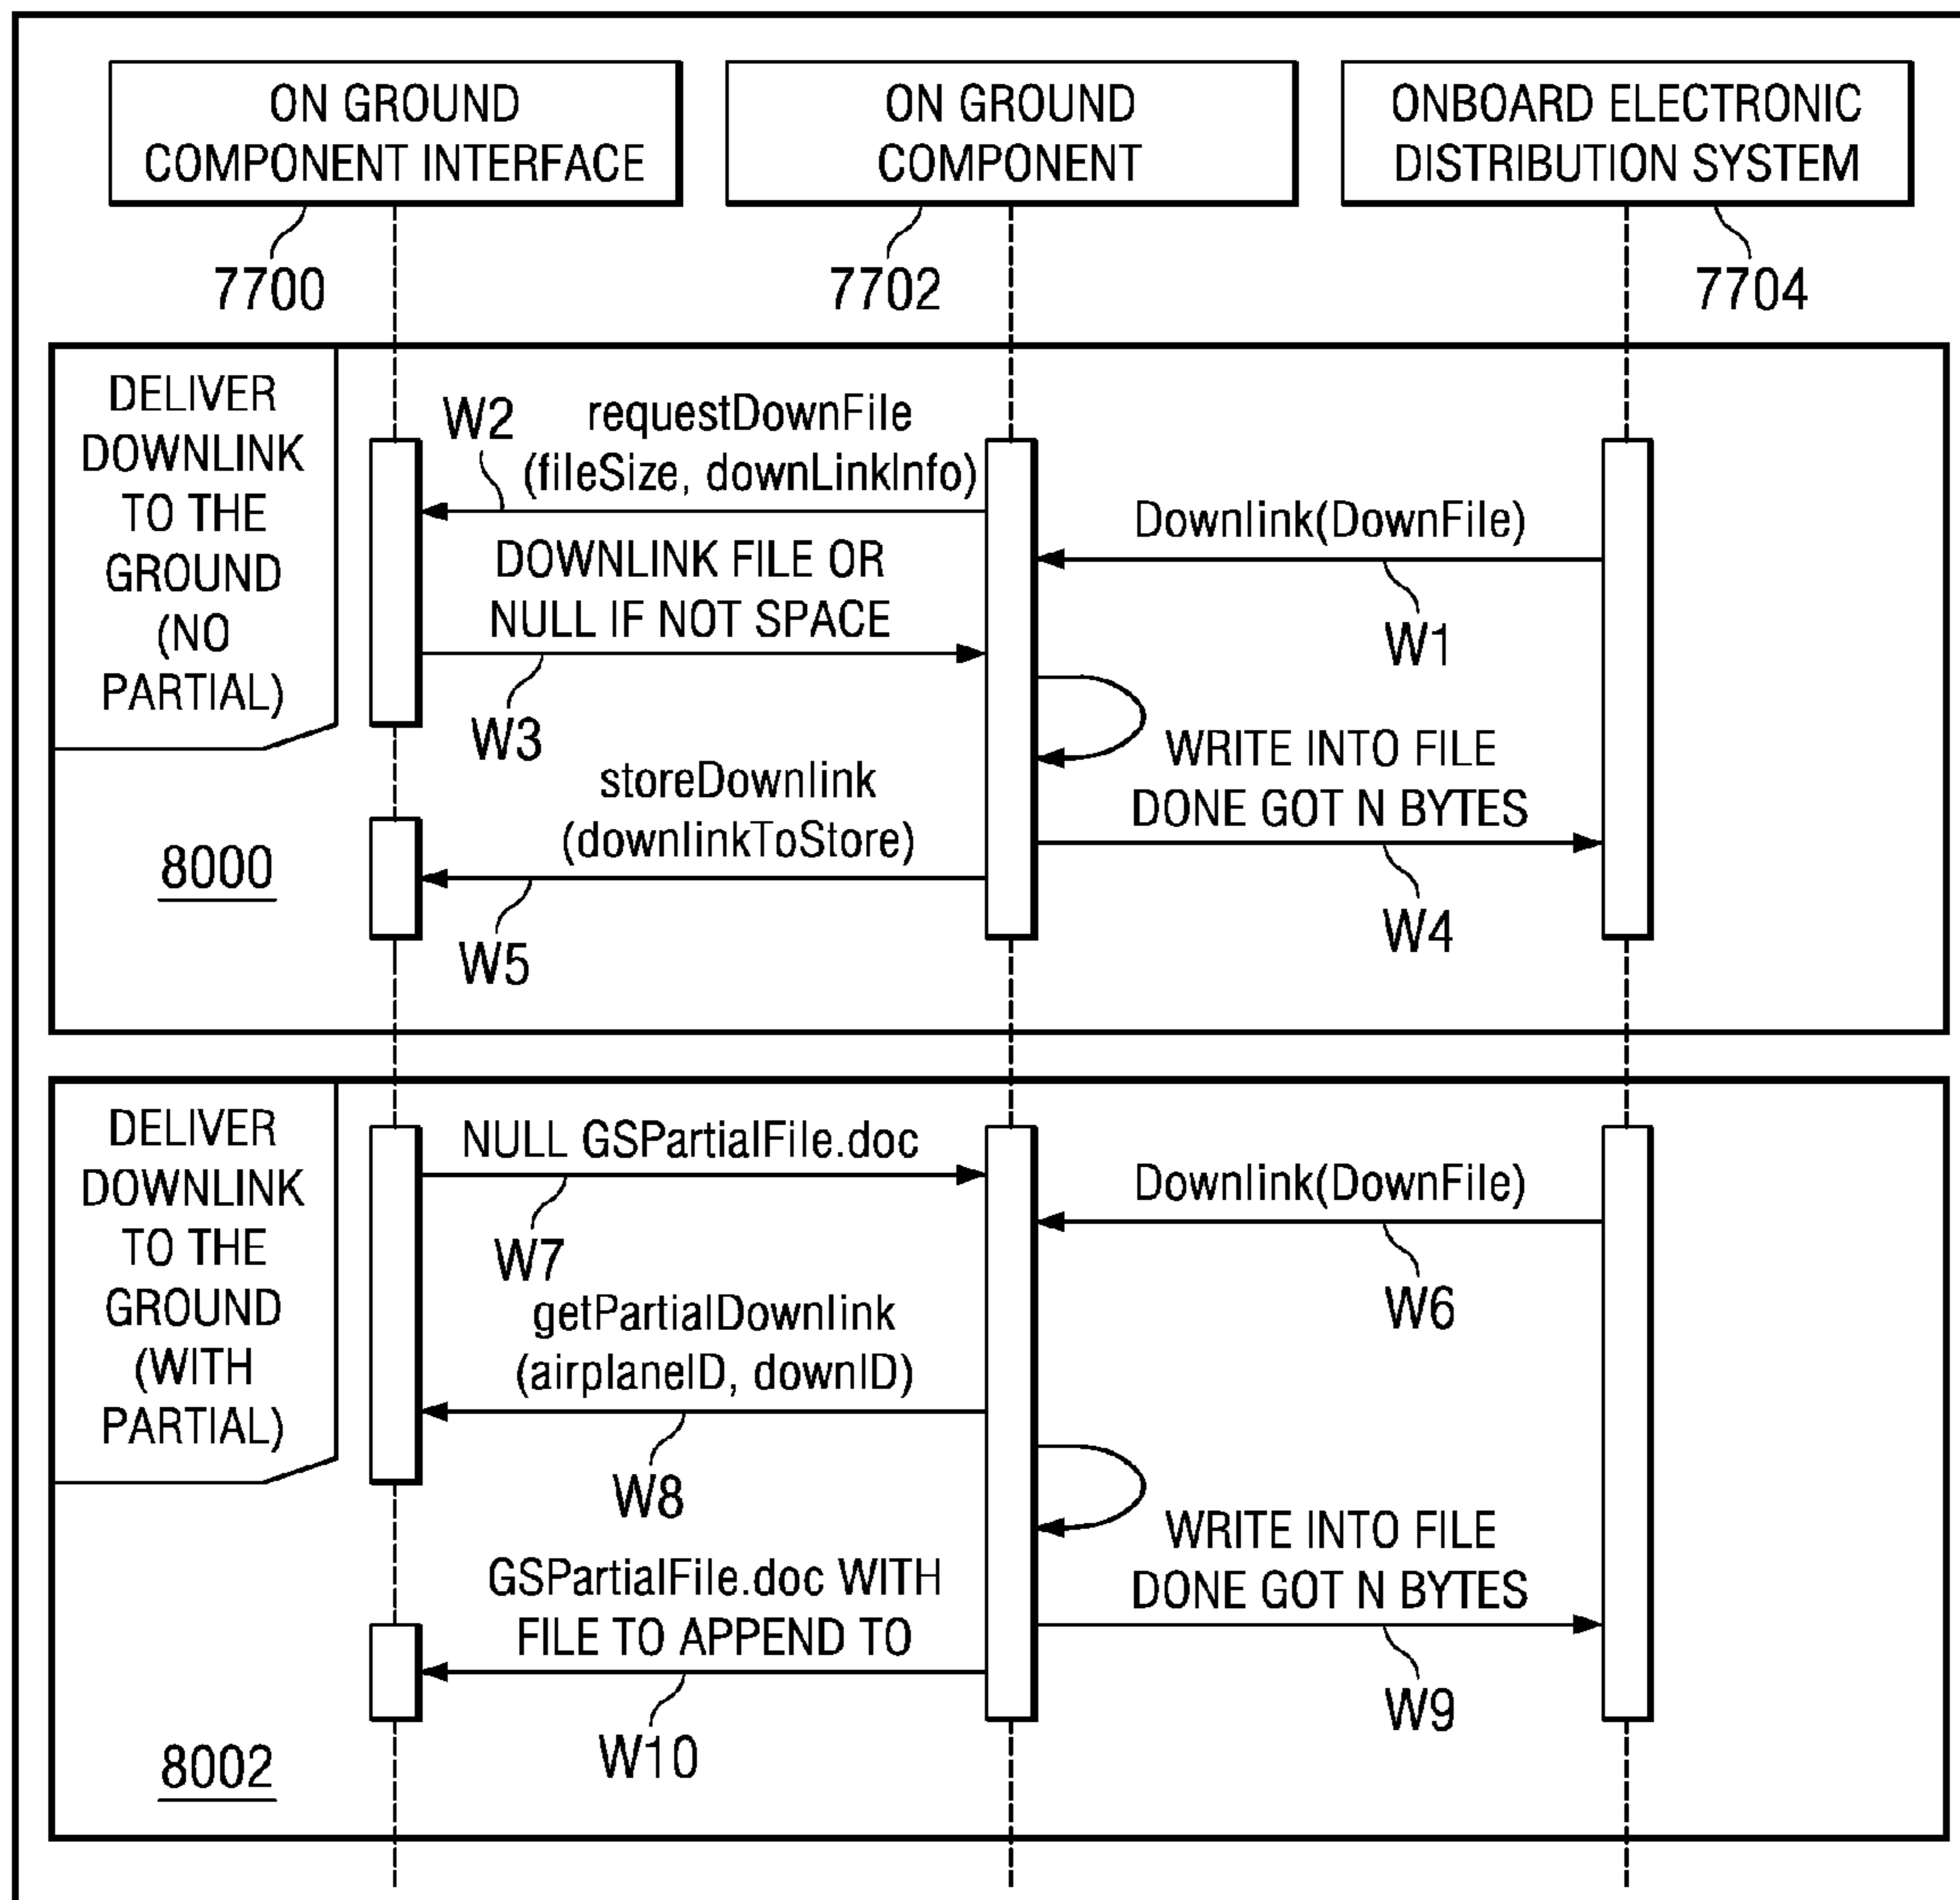 ON GROUND
COMPONENT INTERFACE
ON GROUND
COMPONENT
ONBOARD ELECTRONIC
DISTRIBUTION SYSTEM
7700
7702
7704
DELIVER
DOWNLINK
TO THE
GROUND
(NO
PARTIAL)
W2
requestDownFile
(fileSize, downLinkInfo)
Downlink(DownFile)
W1
DOWNLINK FILE OR
NULL IF NOT SPACE
W3
WRITE INTO FILE
DONE GOT N BYTES
W4
storeDownlink
(downlinkToStore)
W5
8000
DELIVER
DOWNLINK
TO THE
GROUND
(WITH
PARTIAL)
NULL GSPartialFile.doc
W7
Downlink(DownFile)
W6
getPartialDownlink
(airplaneID, downID)
W8
WRITE INTO FILE
DONE GOT N BYTES
W9
GSPartialFile.doc WITH
FILE TO APPEND TO
W10
8002